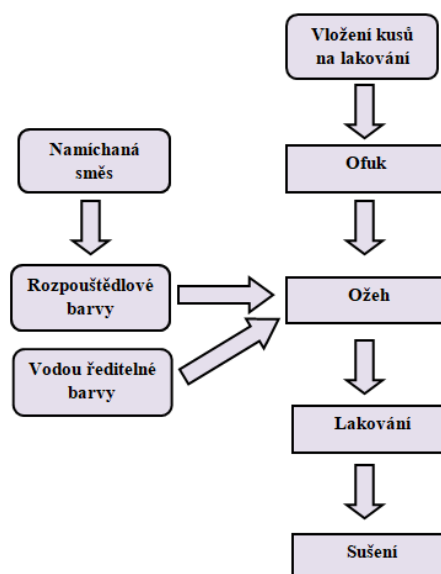 Vložení kusů
na lakování
Namíchaná
směs
Ofuk
Rozpouštědlové
barvy
Ožeh
Vodou ředitelné
barvy
Lakování
Sušení